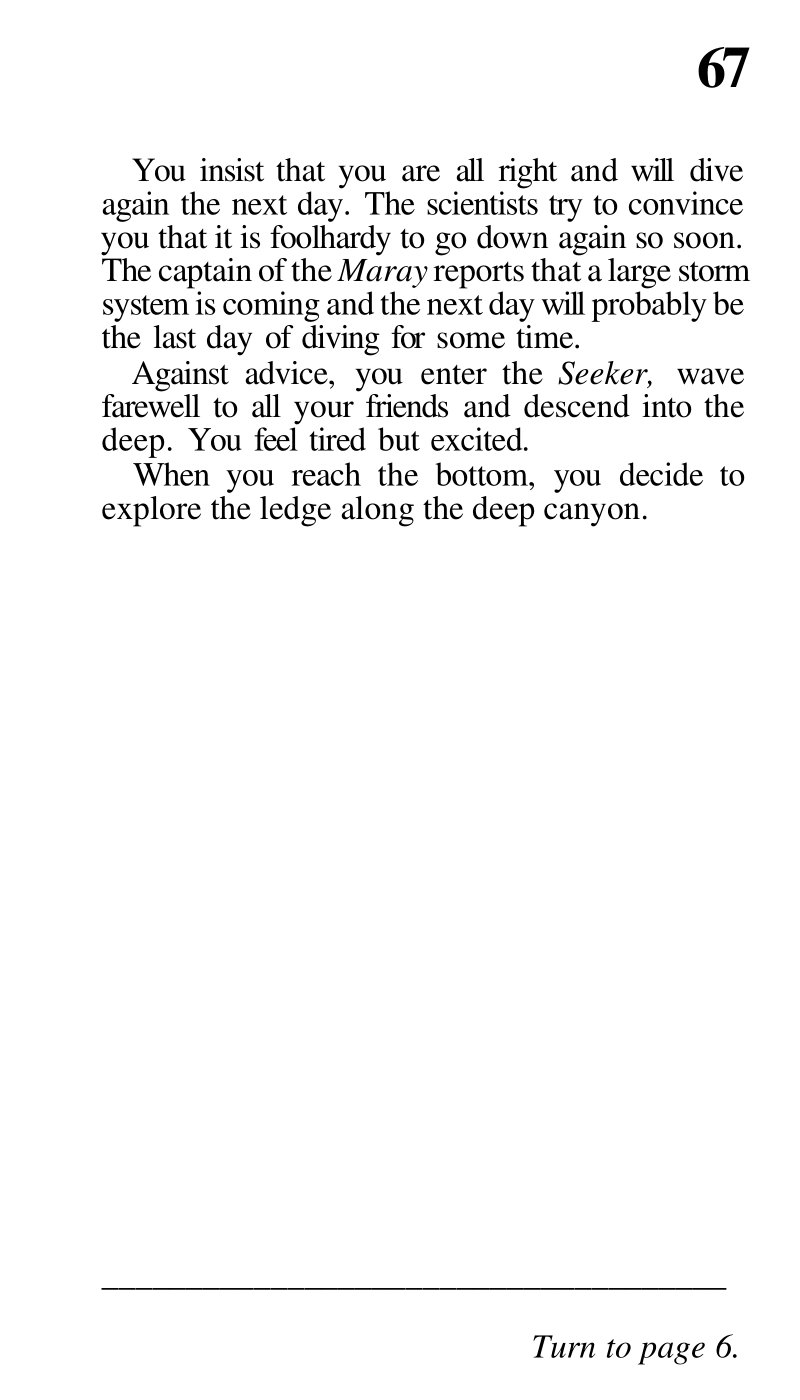 67
You insist that you are all right and will dive
again the next day. The scientists try to convince
you that it is foolhardy to go down again so soon.
The captain of the Maray reports that a large storm
system is coming and the next day will probably be
the last day of diving for some time.
Against advice, you enter the Seeker, wave
farewell to all your friends and descend into the
deep. You feel tired but excited.
When you reach the bottom, you decide to
explore the ledge along the deep canyon.
Turn to page 6.